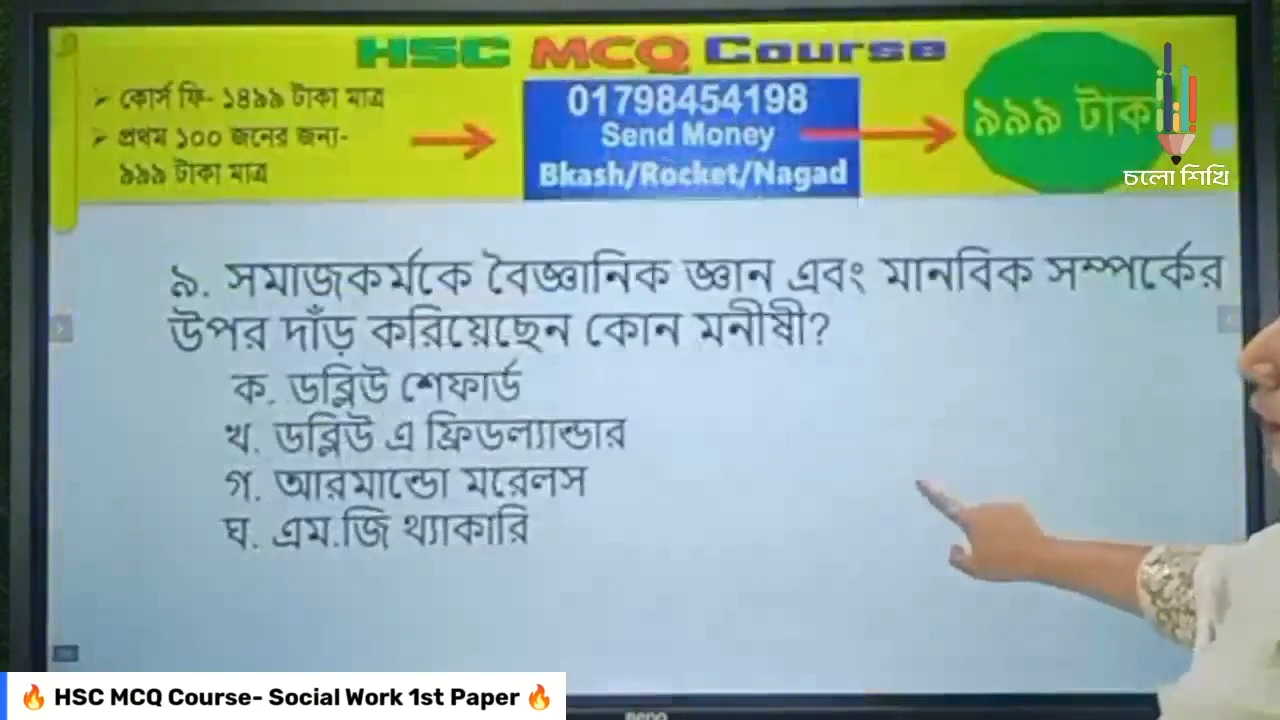 HSC MCQ Course
➤ কোর্স ফি- ১৪৯৯ টাকা মাত্র
➤ প্রথম ১০০ জনের জন্য-
৯৯৯ টাকা মাত্র
01798454198
Send Money
Bkash/Rocket/Nagad
৯৯৯ টাকা
চলো শিখি
৯. সমাজকর্মকে বৈজ্ঞানিক জ্ঞান এবং মানবিক সম্পর্কের
উপর দাঁড় করিয়েছেন কোন মনীষী?
ক. ডব্লিউ শেফার্ড
খ. ডব্লিউ এ ফ্রিডল্যান্ডার
গ. আরমান্ডো মরেলস
ঘ. এম.জি থ্যাকারি
🔥 HSC MCQ Course- Social Work 1st Paper 🔥